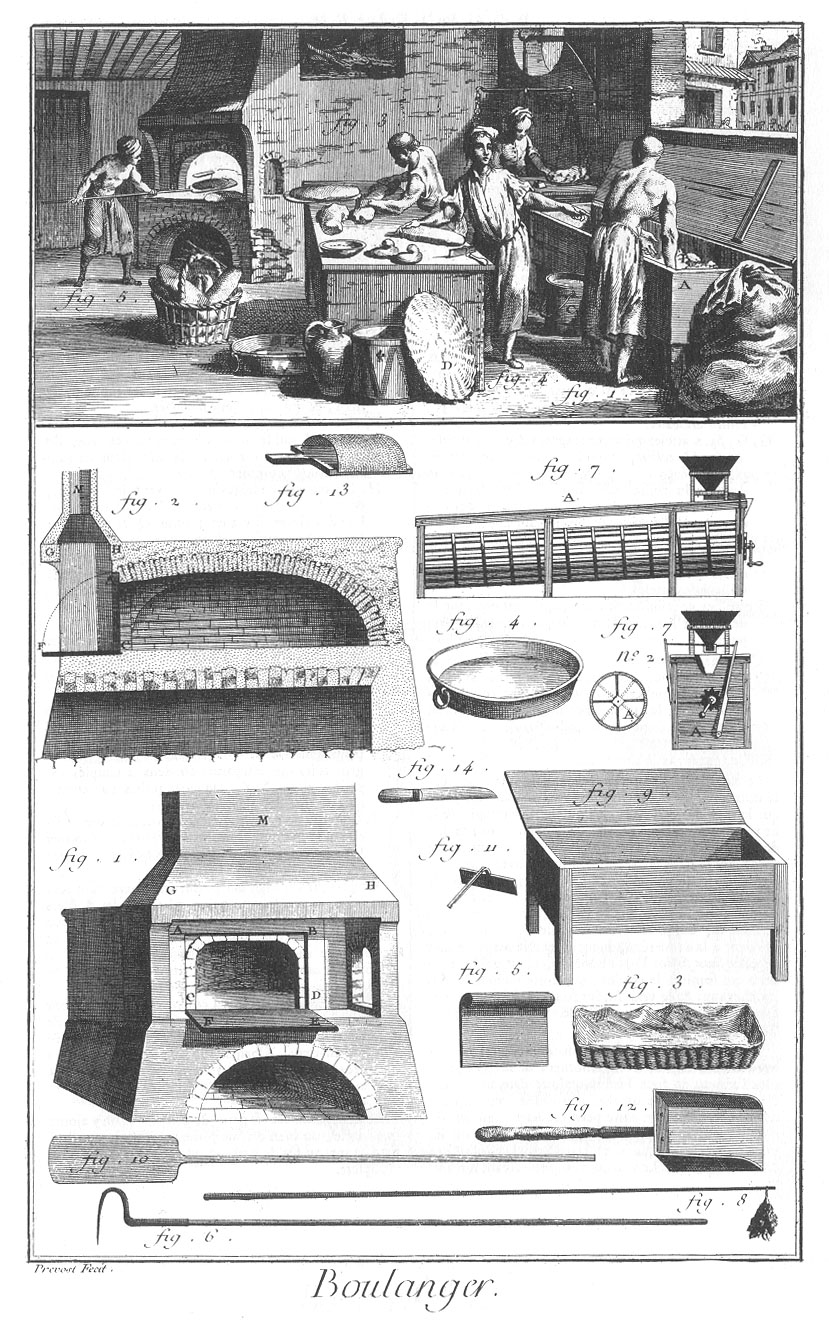 fig. 3
fig. 5.
A
C
D
fig. 4.
fig. 1.
fig. 13
fig. 7.
A
fig. 2.
N
G H
F
C
fig. 4.
fig. 7
n.º 2.
A
A
fig. 14.
fig. 9.
M
fig. 11.
fig. 1.
G H
A B
C D
F E
fig. 5.
fig. 3.
fig. 12.
fig. 10
fig. 8
fig. 6.
Prevost Fecit.
Boulanger.